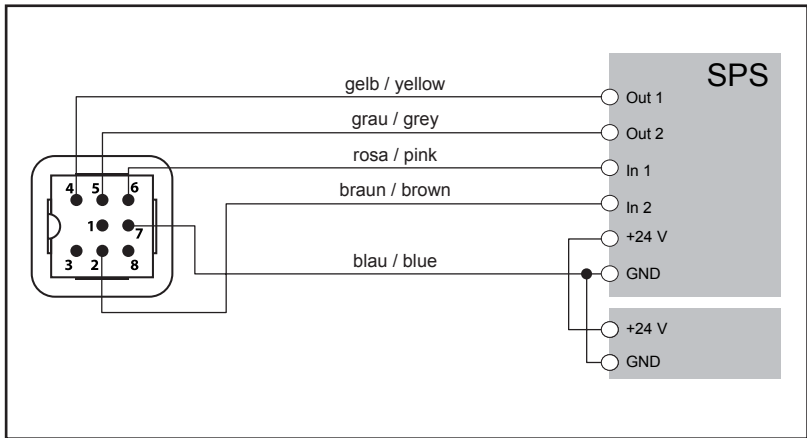 gelb / yellow
grau / grey
rosa / pink
braun / brown
blau / blue
4 5 6
1 7
3 2 8
SPS
Out 1
Out 2
In 1
In 2
+24 V
GND
+24 V
GND